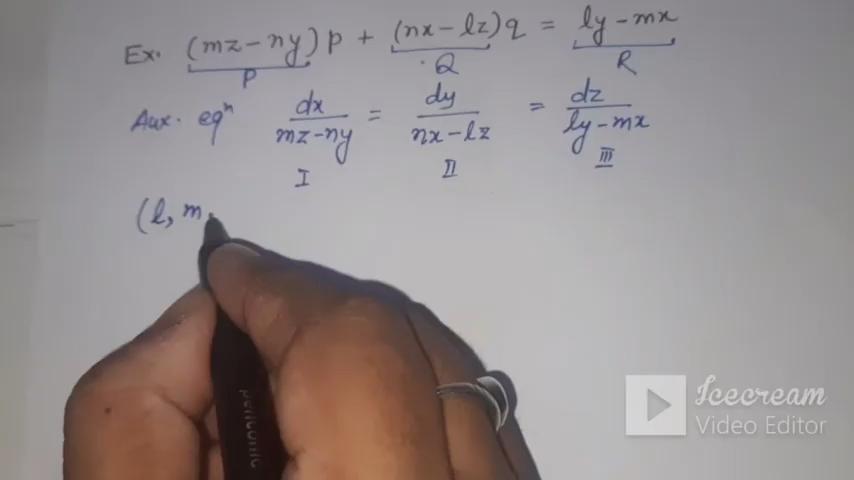 Ex. (mz-ny)p + (nx-lz)q = ly-mx
P Q R
Aux. eqⁿ dx/mz-ny = dy/nx-lz = dz/ly-mx
I II III
(l, m,
penconic
Icecream
Video Editor